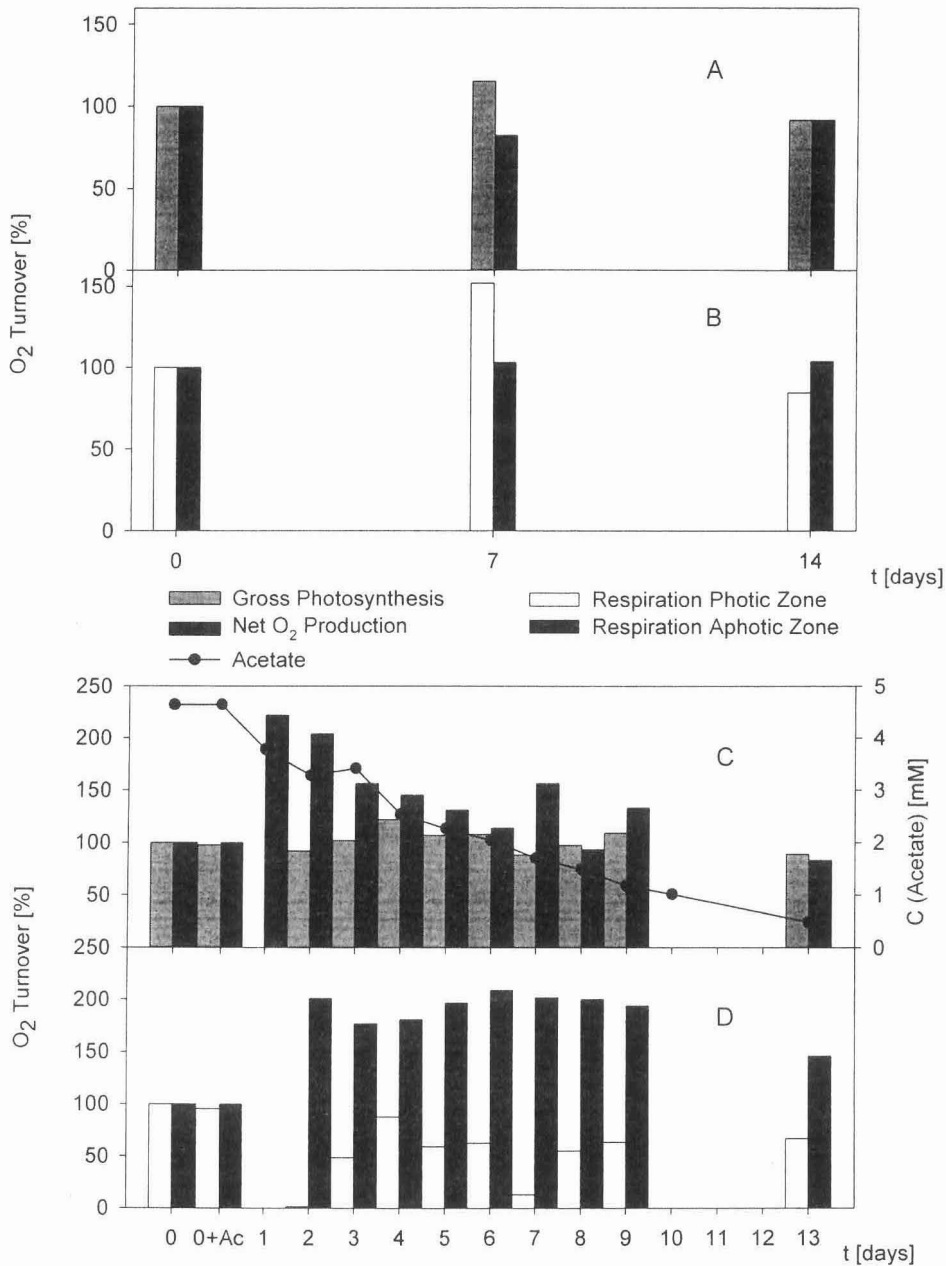 150
A
100
50
0
O2 Turnover [%]
150
B
100
50
0
0 7 14
t [days]
Gross Photosynthesis
Respiration Photic Zone
Net O2 Production
Respiration Aphotic Zone
Acetate
250 5
C
200 4
150 3
100 2
50 1
250 0
C (Acetate) [mM]
O2 Turnover [%]
200
D
150
100
50
0
0 0+Ac 1 2 3 4 5 6 7 8 9 10 11 12 13
t [days]